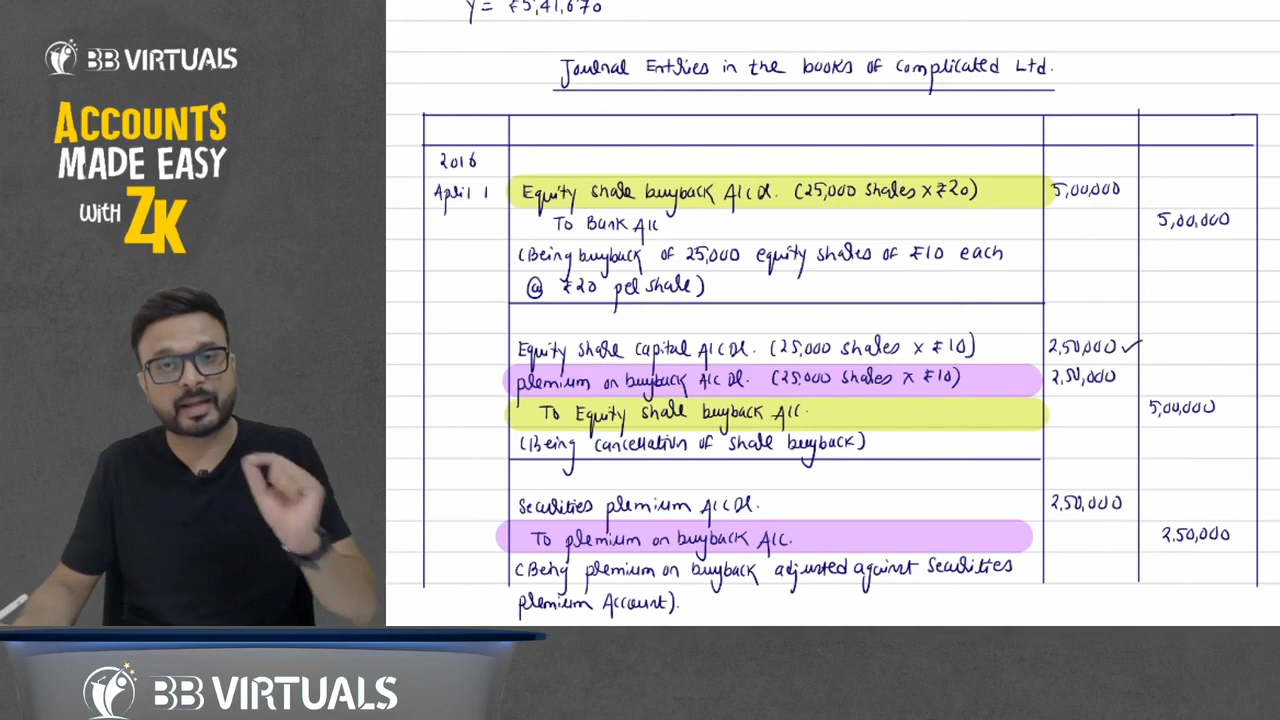 Y = ₹5,41,670
BB VIRTUALS
ACCOUNTS
MADE EASY
with ZK
Journal Entries in the books of Complicated Ltd.
2016
April 1 Equity share buyback A/C Dr. (25,000 shares x ₹20) 5,00,000
To Bank A/C 5,00,000
(Being buyback of 25,000 equity shares of ₹10 each
@ ₹20 per share)
Equity share capital A/C Dr. (25,000 shares x ₹10) 2,50,000 ✓
premium on buyback A/C Dr. (25,000 shares x ₹10) 2,50,000
To Equity share buyback A/C. 5,00,000
(Being cancellation of share buyback)
Securities premium A/C Dr. 2,50,000
To premium on buyback A/C. 2,50,000
(Being premium on buyback adjusted against Securities
premium Account).
BB VIRTUALS